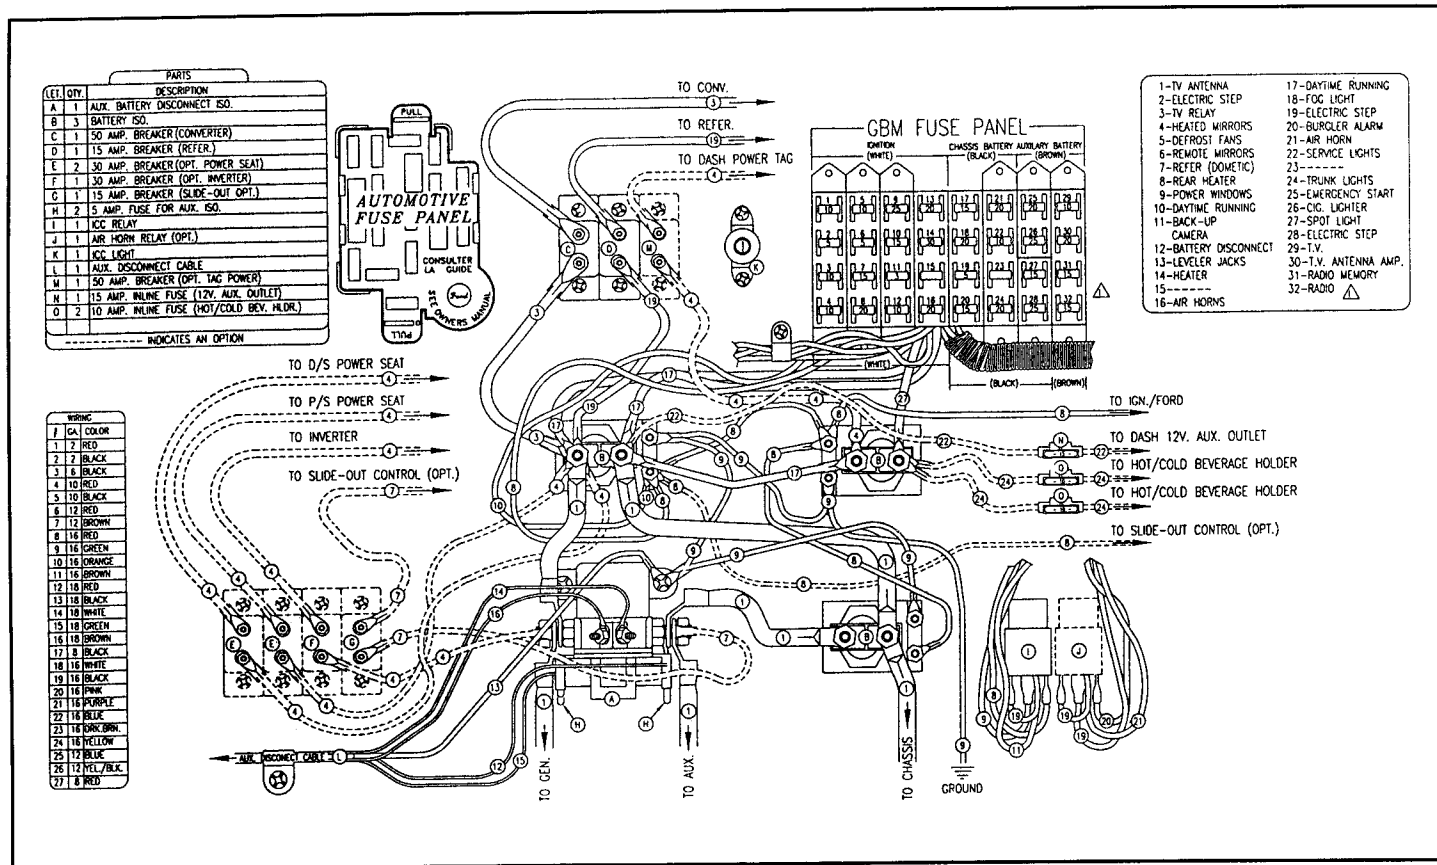 PARTS
LET. QTY. DESCRIPTION
A 1 AUX. BATTERY DISCONNECT ISO.
B 3 BATTERY ISO.
C 1 50 AMP. BREAKER (CONVERTER)
D 1 15 AMP. BREAKER (REFER.)
E 2 30 AMP. BREAKER (OPT. POWER SEAT)
F 1 30 AMP. BREAKER (OPT. INVERTER)
G 1 15 AMP. BREAKER (SLIDE-OUT OPT.)
H 2 5 AMP. FUSE FOR AUX. ISO.
I 1 ICC RELAY
J 1 AIR HORN RELAY (OPT.)
K 1 ICC LIGHT
L 1 AUX. DISCONNECT CABLE
M 1 50 AMP. BREAKER (OPT. TAG POWER)
N 1 15 AMP. INLINE FUSE (12V. AUX. OUTLET)
O 2 10 AMP. INLINE FUSE (HOT/COLD BEV. HLDR.)
INDICATES AN OPTION
PULL
AUTOMOTIVE
FUSE PANEL
CONSULTER
LA GUIDE
Ford
SEE OWNERS MANUAL
PULL
TO CONV.
TO REFER.
TO DASH POWER TAG
GBM FUSE PANEL
IGNITION
(WHITE)
CHASSIS BATTERY
(BLACK)
AUXILARY BATTERY
(BROWN)
(WHITE)
(BLACK)
(BROWN)
1-TV ANTENNA
2-ELECTRIC STEP
3-TV RELAY
4-HEATED MIRRORS
5-DEFROST FANS
6-REMOTE MIRRORS
7-REFER (DOMETIC)
8-REAR HEATER
9-POWER WINDOWS
10-DAYTIME RUNNING
11-BACK-UP
CAMERA
12-BATTERY DISCONNECT
13-LEVELER JACKS
14-HEATER
15-------
16-AIR HORNS
17-DAYTIME RUNNING
18-FOG LIGHT
19-ELECTRIC STEP
20-BURGLER ALARM
21-AIR HORN
22-SERVICE LIGHTS
23-------
24-TRUNK LIGHTS
25-EMERGENCY START
26-CIG. LIGHTER
27-SPOT LIGHT
28-ELECTRIC STEP
29-T.V.
30-T.V. ANTENNA AMP.
31-RADIO MEMORY
32-RADIO
TO D/S POWER SEAT
TO P/S POWER SEAT
TO INVERTER
TO SLIDE-OUT CONTROL (OPT.)
WIRING
# GA. COLOR
1 2 RED
2 2 BLACK
3 6 BLACK
4 10 RED
5 10 BLACK
6 12 RED
7 12 BROWN
8 16 RED
9 16 GREEN
10 16 ORANGE
11 16 BROWN
12 18 RED
13 18 BLACK
14 18 WHITE
15 18 GREEN
16 18 BROWN
17 8 BLACK
18 16 WHITE
19 16 BLACK
20 16 PINK
21 16 PURPLE
22 16 BLUE
23 16 DRK.BRN.
24 16 YELLOW
25 12 BLUE
26 12 YEL./BLK.
27 8 RED
TO IGN./FORD
TO DASH 12V. AUX. OUTLET
TO HOT/COLD BEVERAGE HOLDER
TO HOT/COLD BEVERAGE HOLDER
TO SLIDE-OUT CONTROL (OPT.)
AUX. DISCONECT CABLE
TO GEN.
TO AUX.
TO CHASSIS
GROUND